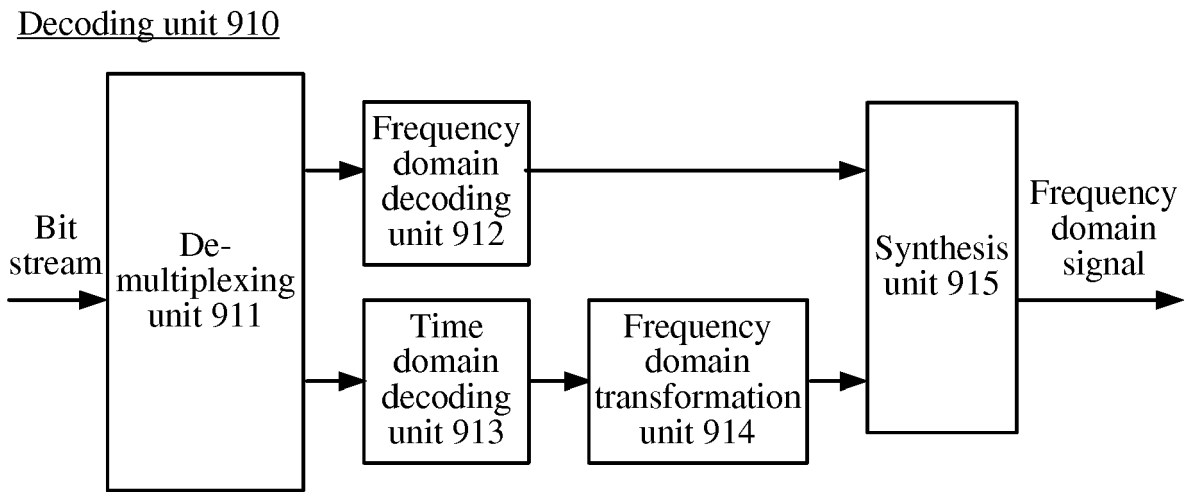 Decoding unit 910
Bit
stream
De-
multiplexing
unit 911
Frequency
domain
decoding
unit 912
Time
domain
decoding
unit 913
Frequency
domain
transformation
unit 914
Synthesis
unit 915
Frequency
domain
signal